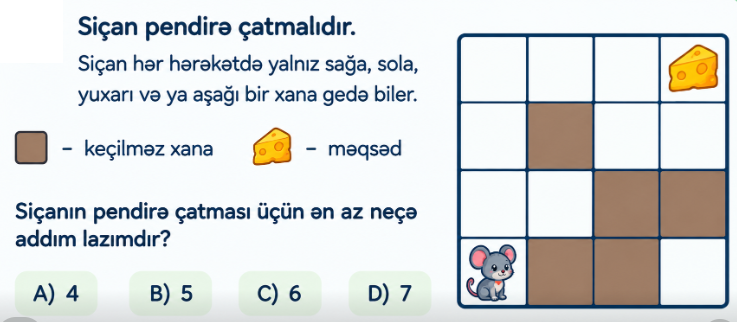 Siçan pendirə çatmalıdır.
Siçan hər hərəkətdə yalnız sağa, sola,
yuxarı və ya aşağı bir xana gedə bilər.
– keçilməz xana – məqsəd
Siçanın pendirə çatması üçün ən az neçə
addım lazımdır?
A) 4 B) 5 C) 6 D) 7